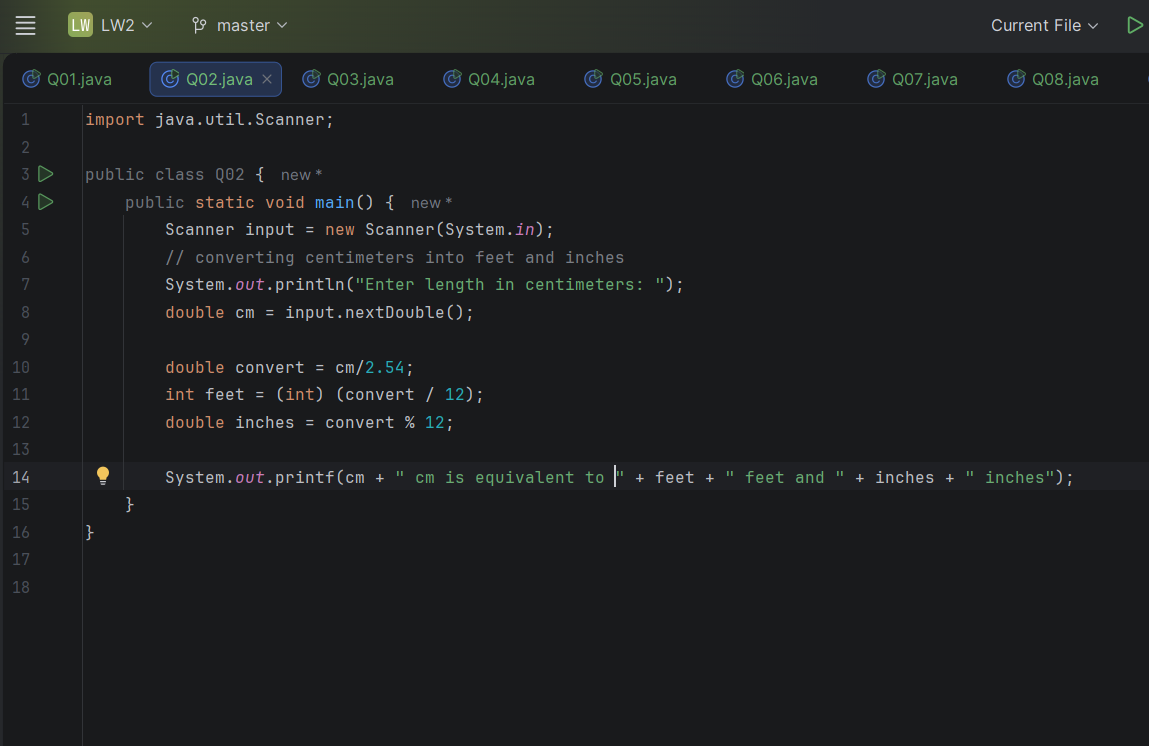 LW LW2 master Current File
Q01.java Q02.java Q03.java Q04.java Q05.java Q06.java Q07.java Q08.java
1 import java.util.Scanner;
2
3 public class Q02 { new *
4     public static void main() { new *
5         Scanner input = new Scanner(System.in);
6         // converting centimeters into feet and inches
7         System.out.println("Enter length in centimeters: ");
8         double cm = input.nextDouble();
9
10         double convert = cm/2.54;
11         int feet = (int) (convert / 12);
12         double inches = convert % 12;
13
14         System.out.printf(cm + " cm is equivalent to " + feet + " feet and " + inches + " inches");
15     }
16 }
17
18